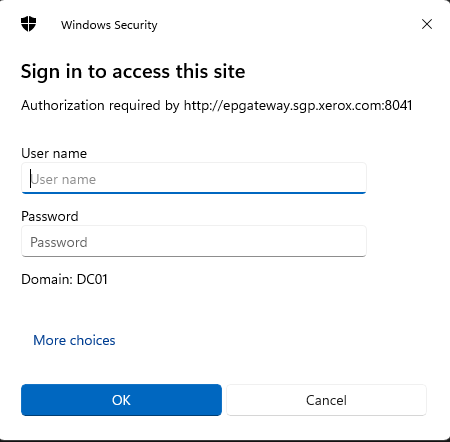 Windows Security
Sign in to access this site
Authorization required by http://epgateway.sgp.xerox.com:8041
User name
User name
Password
Password
Domain: DC01
More choices
OK
Cancel